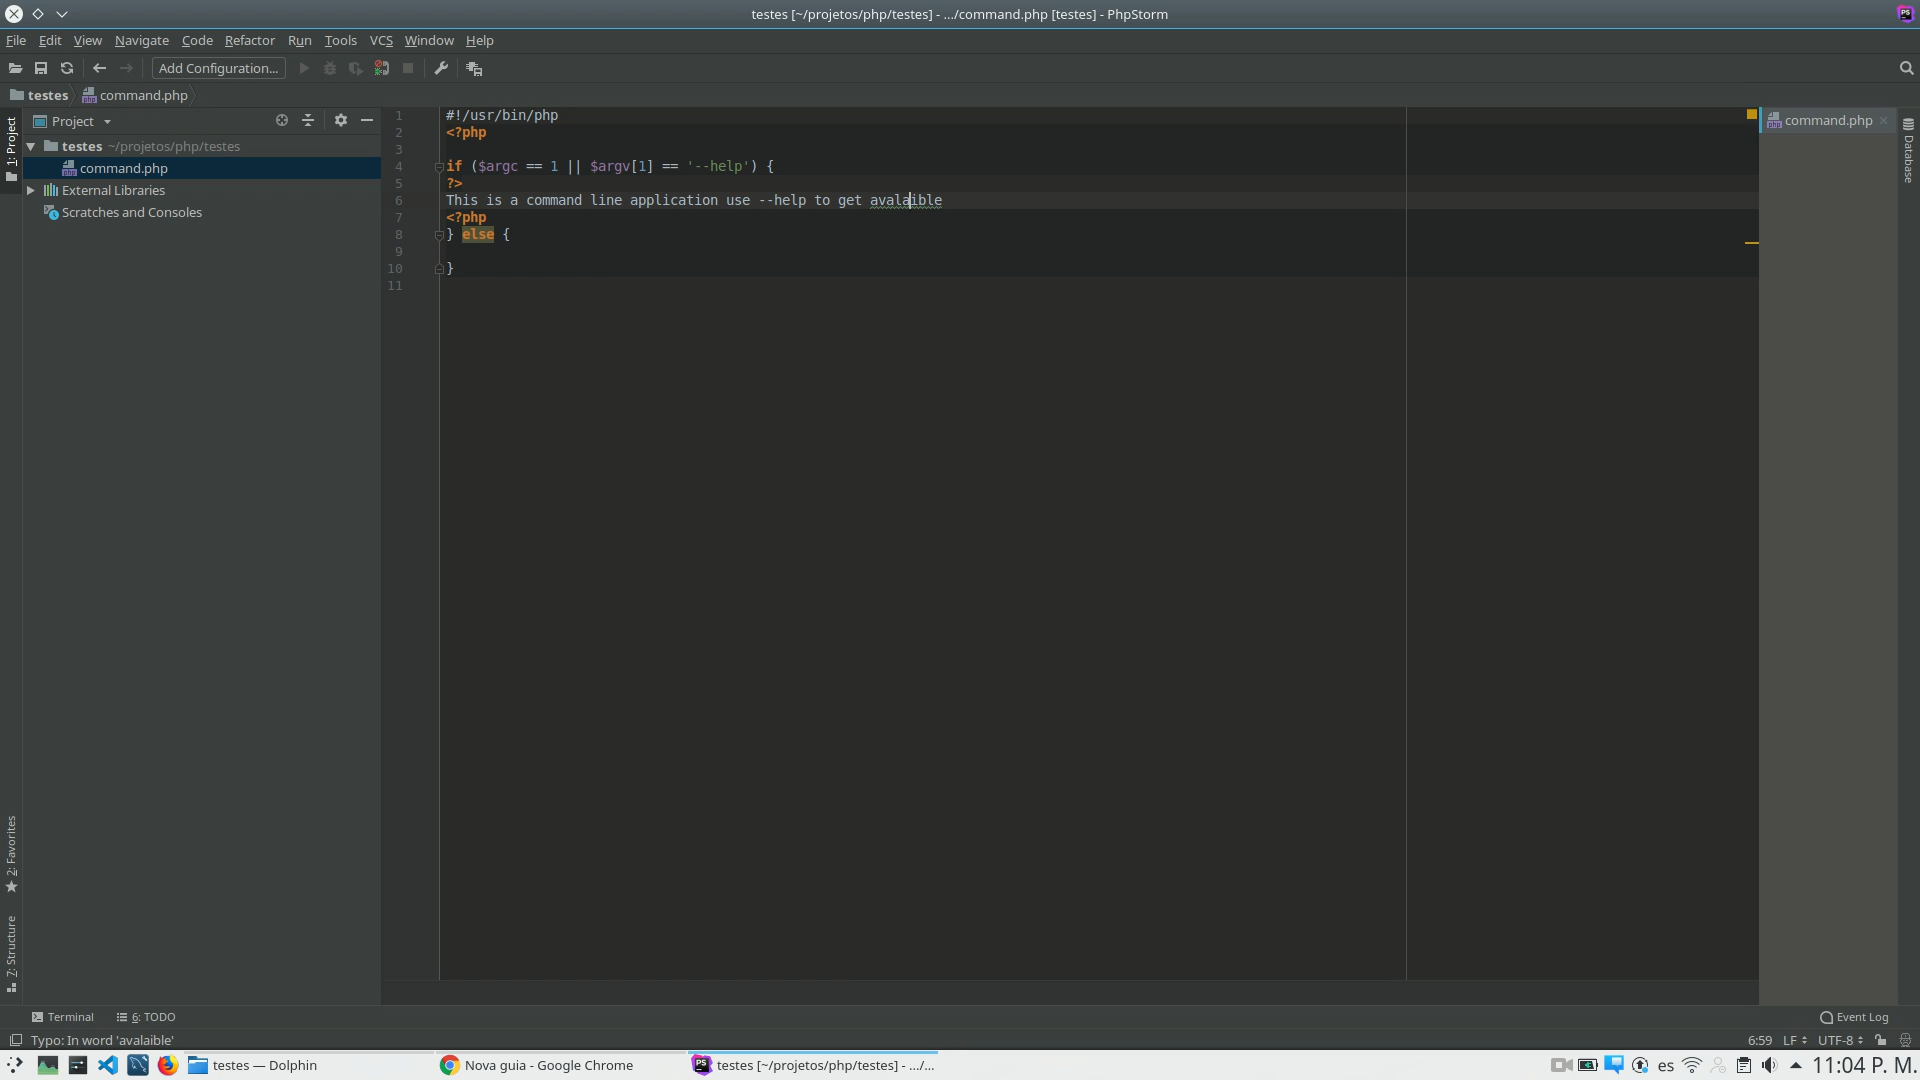 testes [~/projetos/php/testes] - .../command.php [testes] - PhpStorm
File Edit View Navigate Code Refactor Run Tools VCS Window Help
Add Configuration...
testes command.php
1: Project
Project
testes ~/projetos/php/testes
command.php
External Libraries
Scratches and Consoles
1 #!/usr/bin/php
2 <?php
3
4 if ($argc == 1 || $argv[1] == '--help') {
5 ?>
6 This is a command line application use --help to get avalaible
7 <?php
8 } else {
9
10 }
11
command.php
Database
2: Favorites
7: Structure
Terminal 6: TODO
Event Log
Typo: In word 'avalaible'
6:59 LF UTF-8
testes — Dolphin
Nova guia - Google Chrome
testes [~/projetos/php/testes] - .../...
es
11:04 P. M.